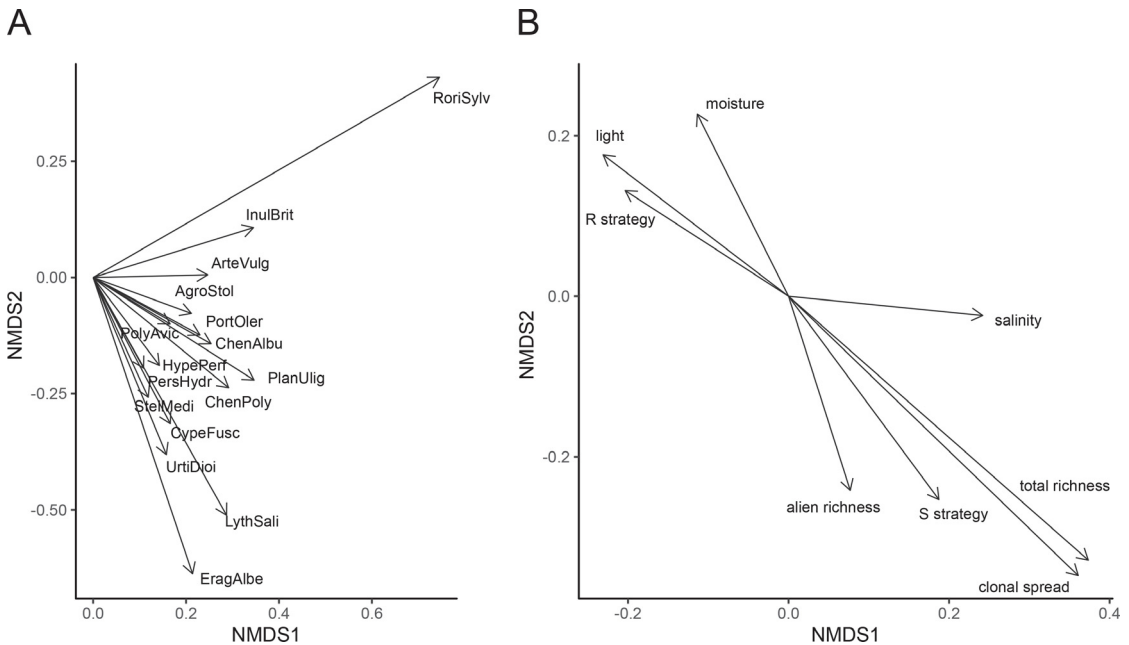 A
RoriSylv
0.25
InulBrit
ArteVulg
0.00
AgroStol
PortOler
PolyAvic
ChenAlbu
HypePerf
PersHydr
PlanUlig
-0.25
ChenPoly
StelMedi
CypeFusc
UrtiDioi
-0.50
LythSali
EragAlbe
NMDS2
0.0
0.2
0.4
0.6
NMDS1
B
moisture
0.2
light
R strategy
0.0
salinity
-0.2
total richness
alien richness
S strategy
clonal spread
NMDS2
-0.2
0.0
0.2
0.4
NMDS1